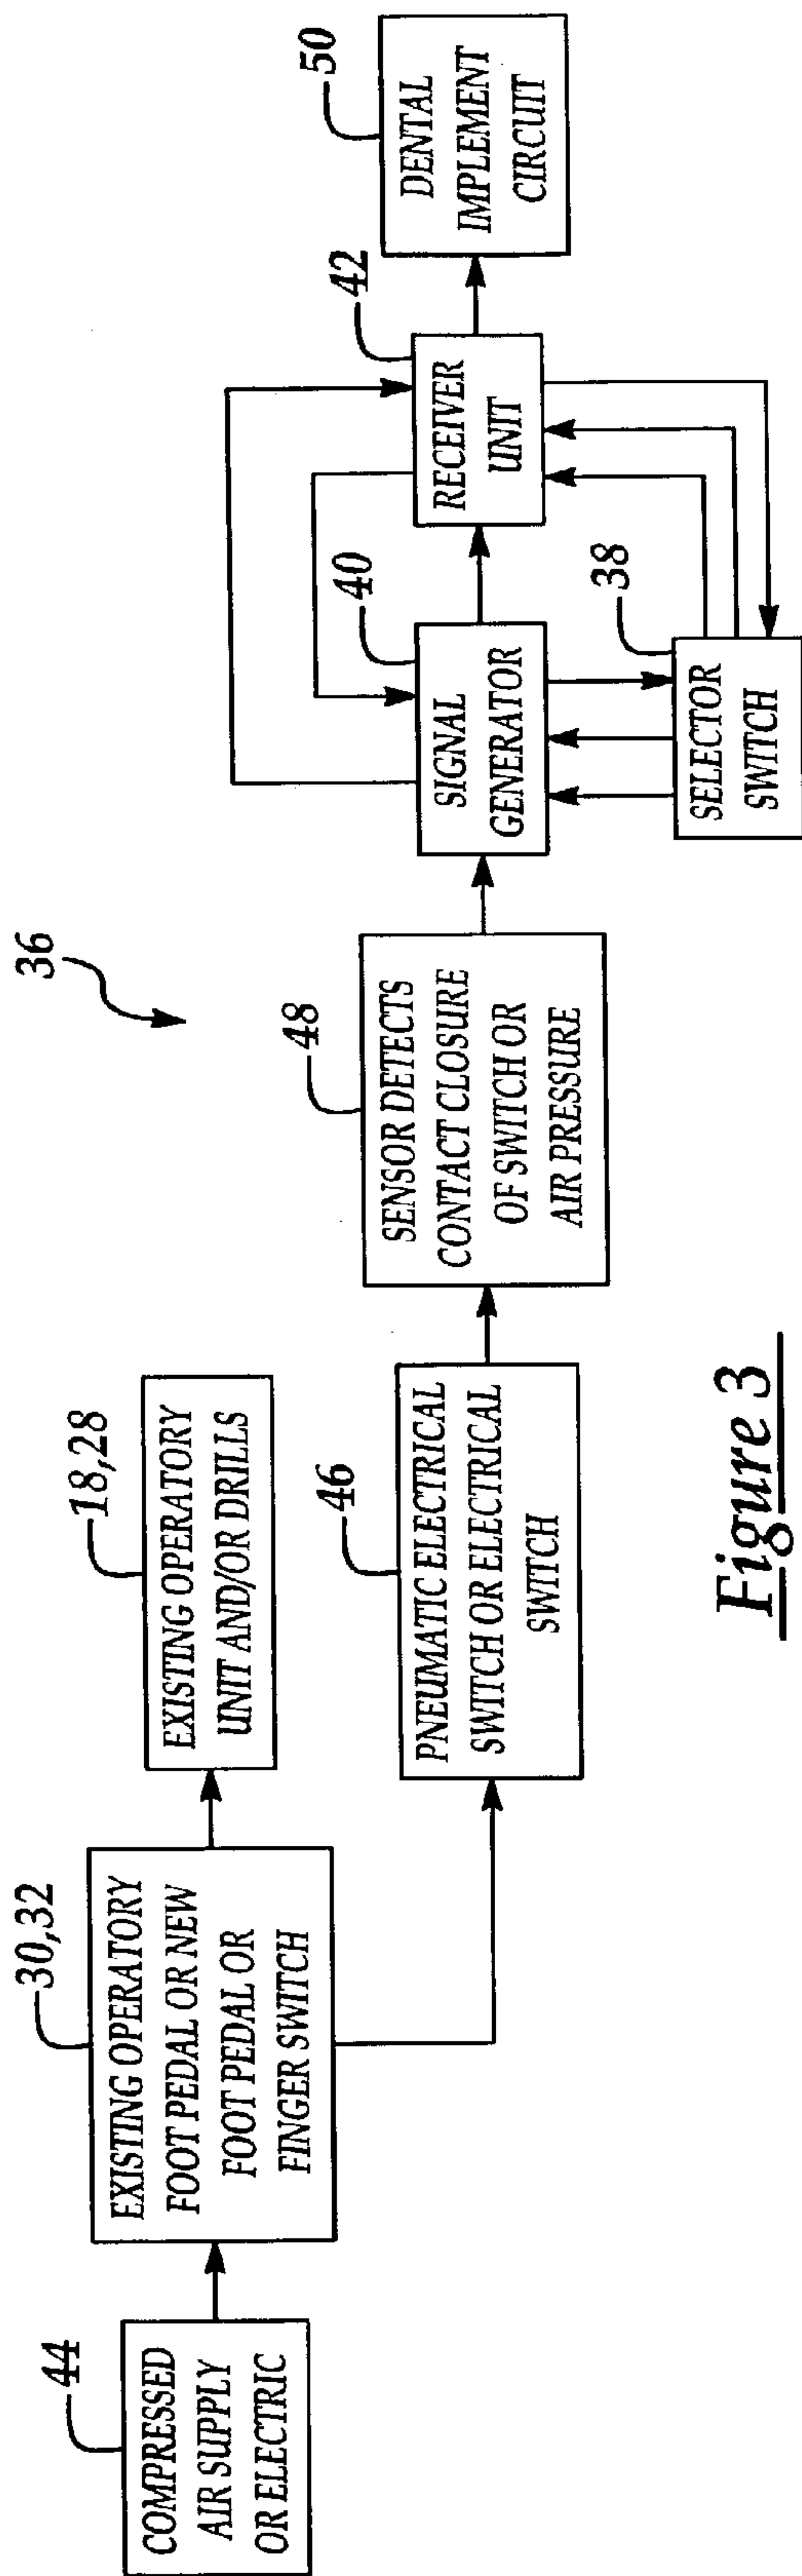 36
44
COMPRESSED
AIR SUPPLY
OR ELECTRIC
30,32
EXISTING OPERATORY
FOOT PEDAL OR NEW
FOOT PEDAL OR
FINGER SWITCH
18,28
EXISTING OPERATORY
UNIT AND/OR DRILLS
46
PNEUMATIC ELECTRICAL
SWITCH OR ELECTRICAL
SWITCH
48
SENSOR DETECTS
CONTACT CLOSURE
OF SWITCH OR
AIR PRESSURE
40
SIGNAL
GENERATOR
42
RECEIVER
UNIT
50
DENTAL
IMPLEMENT
CIRCUIT
38
SELECTOR
SWITCH
Figure 3